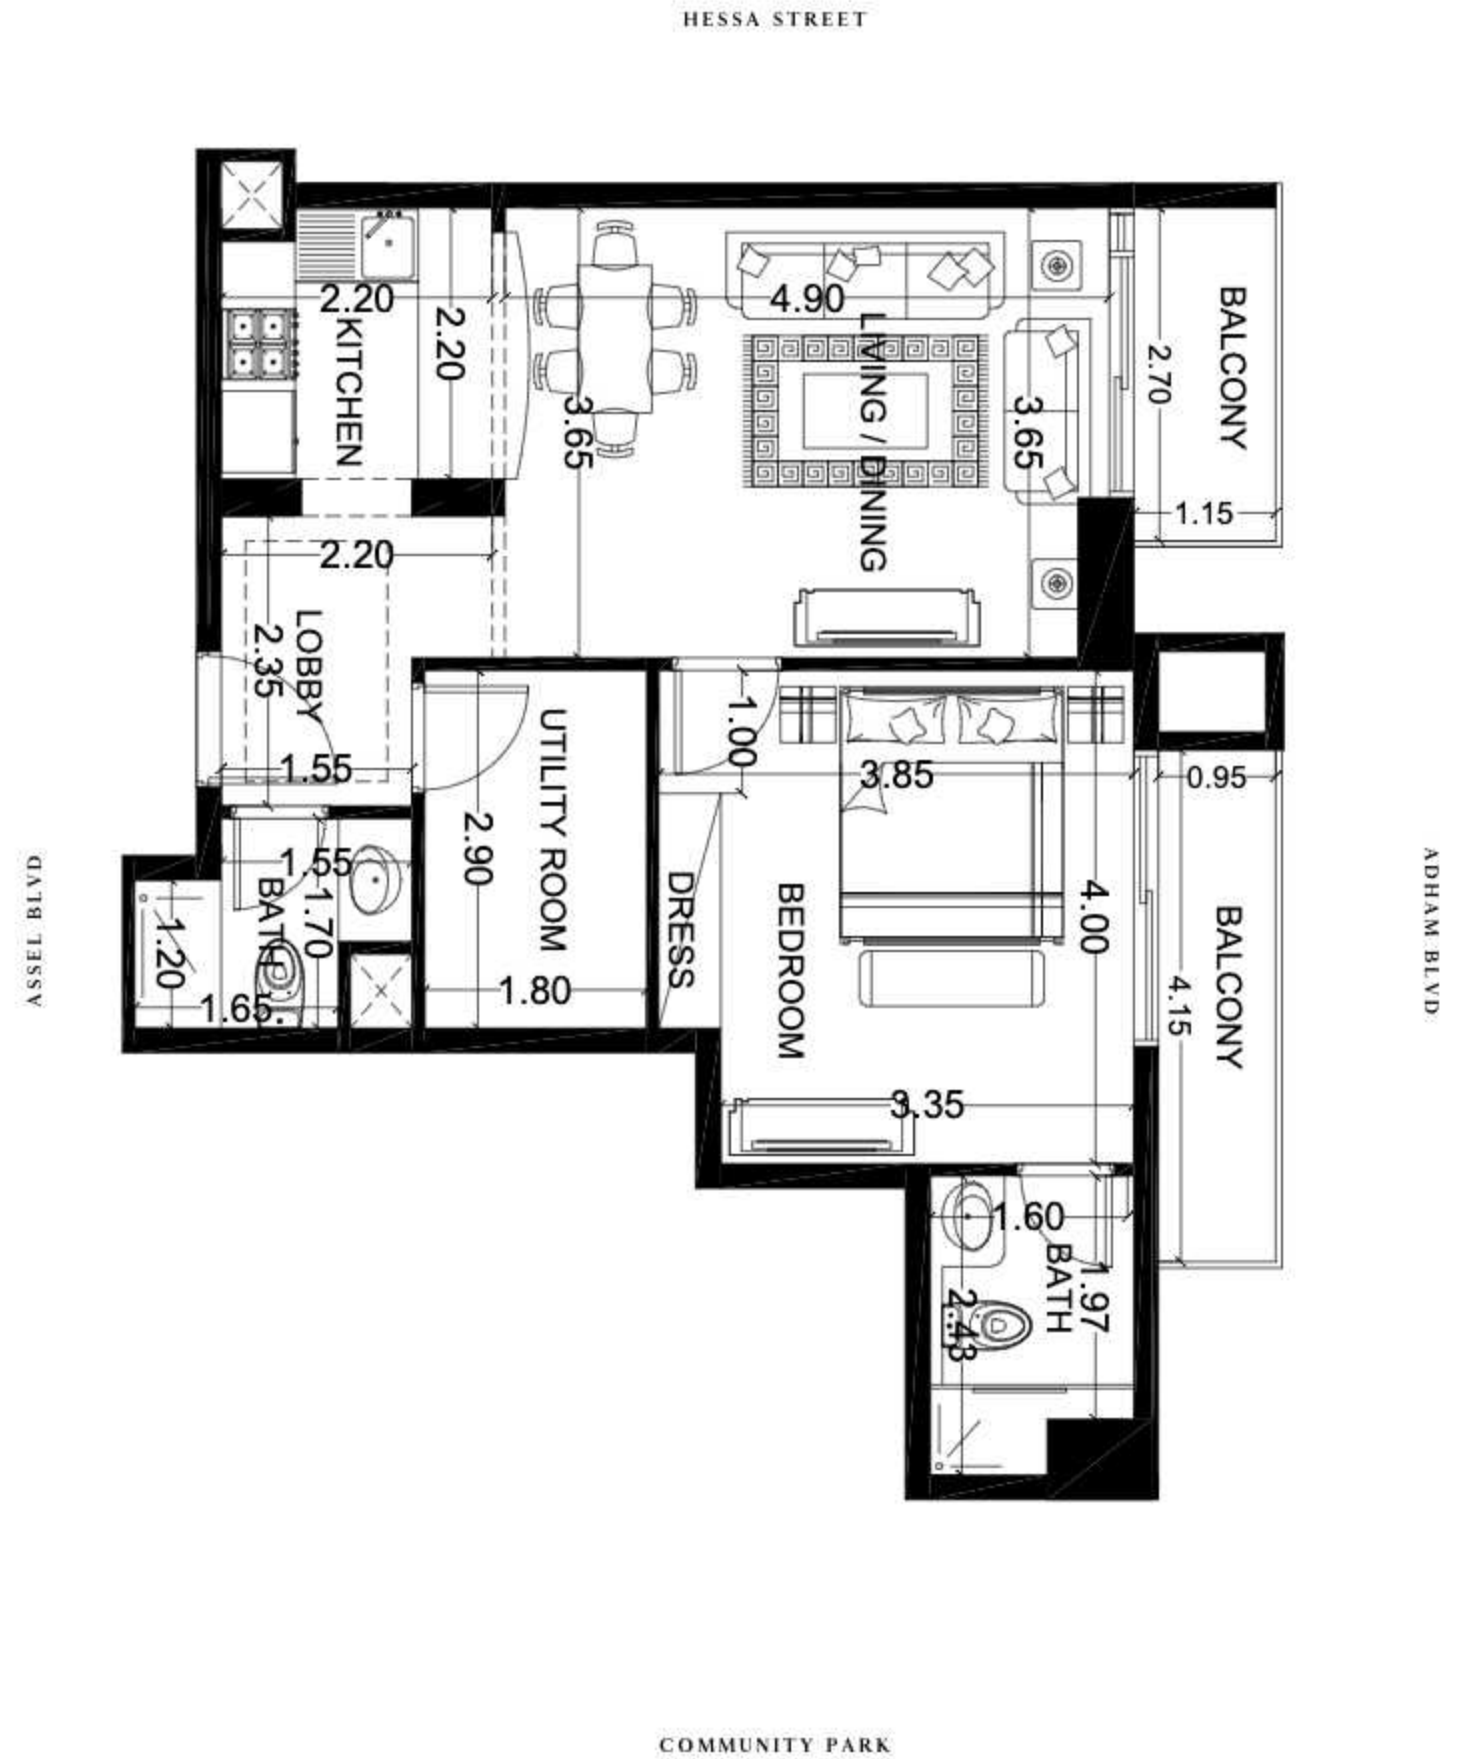 HESSA STREET
2.20
KITCHEN
2.20
4.90
LIVING / DINING
3.65
3.65
BALCONY
2.70
1.15
2.20
LOBBY
2.35
1.55
UTILITY ROOM
2.90
1.80
1.00
3.85
DRESS
BEDROOM
4.00
3.35
0.95
BALCONY
4.15
1.55
BATH
1.70
1.20
1.65
1.60
BATH
1.97
2.43
ASSEL BLVD
ADHAM BLVD.
COMMUNITY PARK